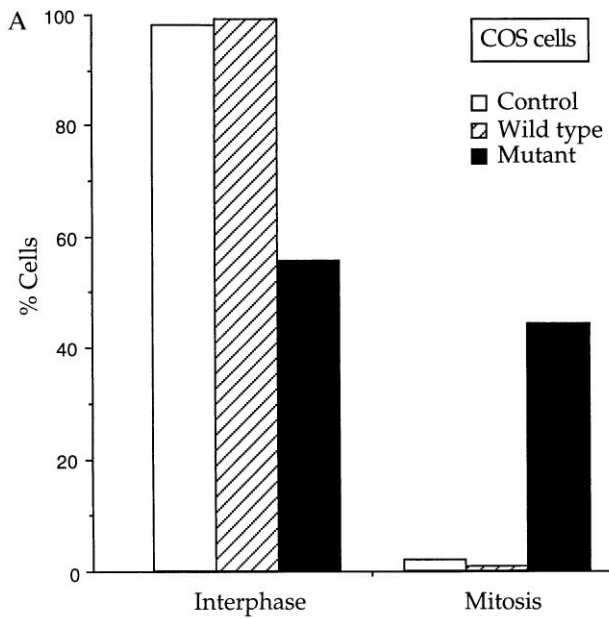 A
COS cells
Control
Wild type
Mutant
% Cells
100
80
60
40
20
0
Interphase
Mitosis